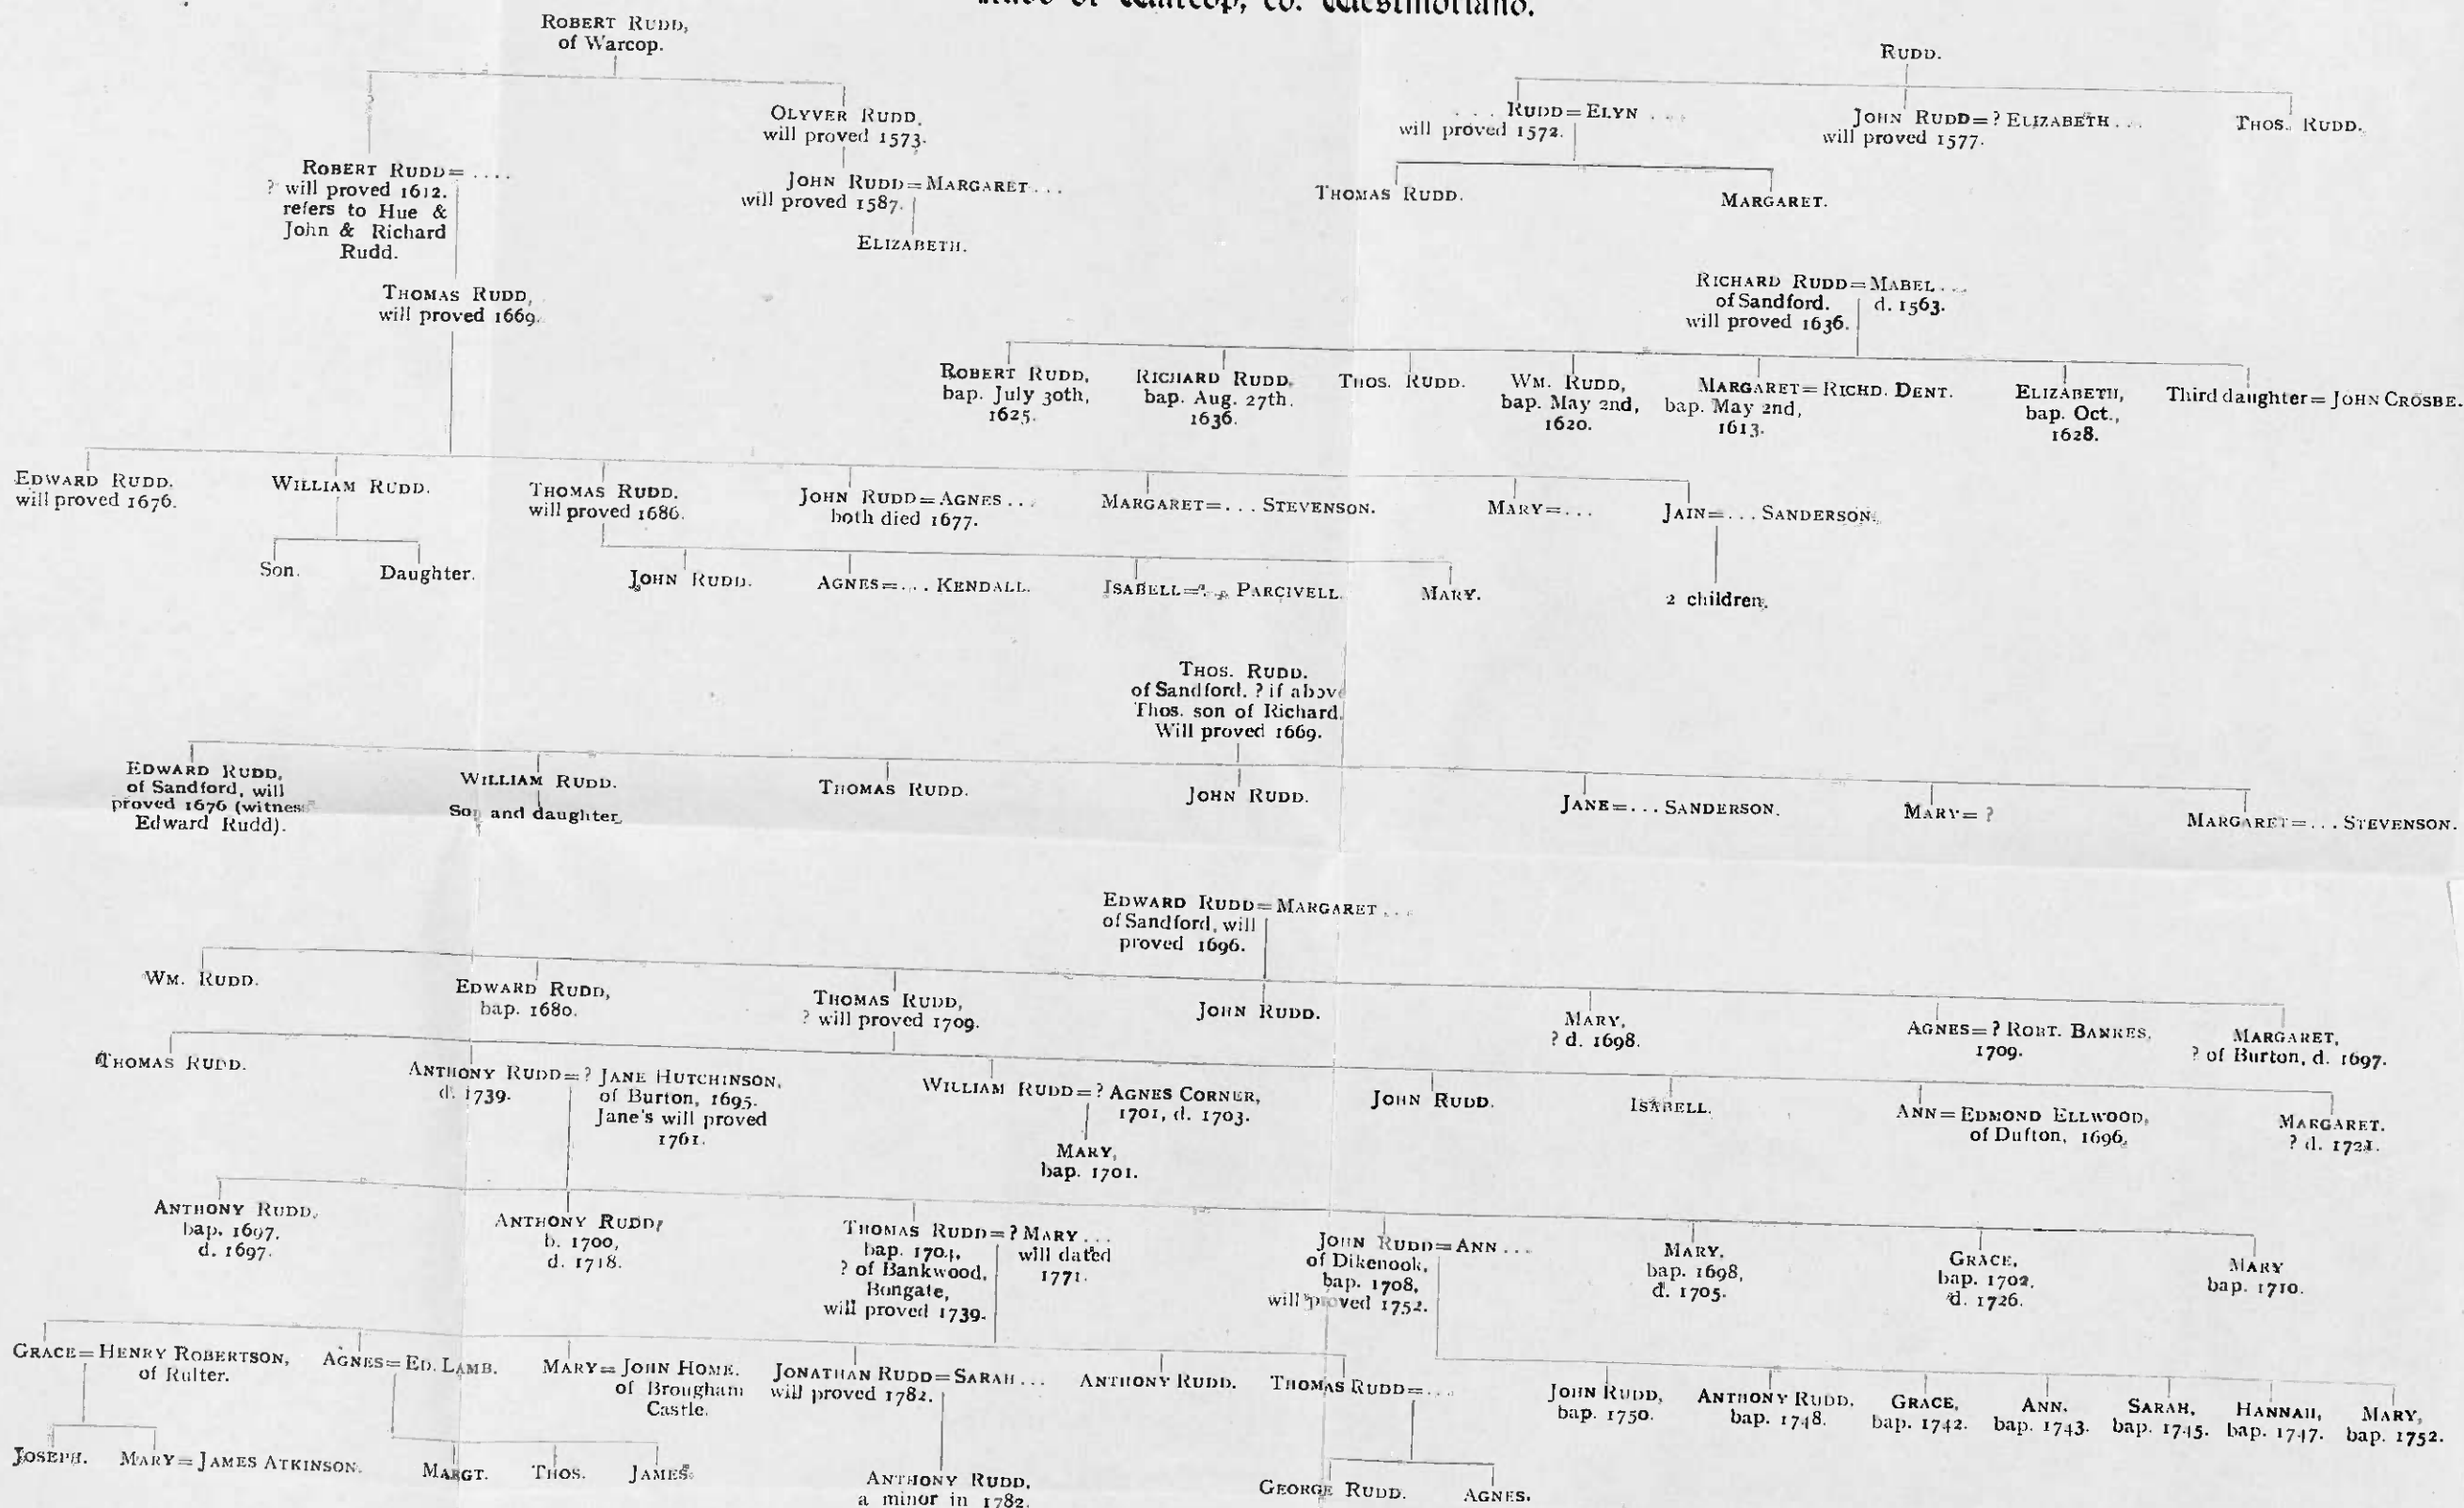 Rudd of Warcop, co. Westmorland.
ROBERT RUDD,
of Warcop.
RUDD.
OLYVER RUDD,
will proved 1573.
. . . RUDD=ELYN . . .
will proved 1572.
JOHN RUDD=? ELIZABETH . . .
will proved 1577.
THOS. RUDD.
ROBERT RUDD= . . . .
? will proved 1612.
refers to Hue &
John & Richard
Rudd.
JOHN RUDD=MARGARET . . .
will proved 1587.
THOMAS RUDD.
MARGARET.
ELIZABETH.
THOMAS RUDD,
will proved 1669.
RICHARD RUDD=MABEL . . .
of Sandford.
will proved 1636.
d. 1563.
ROBERT RUDD,
bap. July 30th,
1625.
RICHARD RUDD.
bap. Aug. 27th.
1636.
THOS. RUDD.
WM. RUDD,
bap. May 2nd,
1620.
MARGARET=RICHD. DENT.
bap. May 2nd,
1613.
ELIZABETH,
bap. Oct.,
1628.
Third daughter=JOHN CROSBE.
EDWARD RUDD.
will proved 1676.
WILLIAM RUDD.
THOMAS RUDD.
will proved 1686.
JOHN RUDD=AGNES . . .
both died 1677.
MARGARET= . . . STEVENSON.
MARY= . . .
JAIN= . . . SANDERSON.
Son.
Daughter.
JOHN RUDD.
AGNES= . . . KENDALL.
ISABELL= . . . PARCIVELL.
MARY.
2 children.
THOS. RUDD.
of Sandford. ? if above
Thos. son of Richard.
Will proved 1669.
EDWARD RUDD,
of Sandford, will
proved 1676 (witness
Edward Rudd).
WILLIAM RUDD.
Son and daughter.
THOMAS RUDD.
JOHN RUDD.
JANE= . . . SANDERSON.
MARY= ?
MARGARET= . . . STEVENSON.
EDWARD RUDD=MARGARET . . .
of Sandford, will
proved 1696.
WM. RUDD.
EDWARD RUDD,
bap. 1680.
THOMAS RUDD,
? will proved 1709.
JOHN RUDD.
MARY,
? d. 1698.
AGNES=? ROBT. BANKES,
1709.
MARGARET,
? of Burton, d. 1697.
THOMAS RUDD.
ANTHONY RUDD=? JANE HUTCHINSON,
d. 1739.
of Burton, 1695.
Jane's will proved
1761.
WILLIAM RUDD=? AGNES CORNER,
1701, d. 1703.
MARY,
bap. 1701.
JOHN RUDD.
ISABELL.
ANN=EDMOND ELLWOOD,
of Dufton, 1696.
MARGARET.
? d. 1721.
ANTHONY RUDD,
bap. 1697.
d. 1697.
ANTHONY RUDD,
b. 1700,
d. 1718.
THOMAS RUDD=? MARY . . .
bap. 1704.
? of Bankwood,
Bongate,
will proved 1739.
will dated
1771.
JOHN RUDD=ANN . . .
of Dikenook,
bap. 1708,
will proved 1752.
MARY.
bap. 1698,
d. 1705.
GRACE,
bap. 1702.
d. 1726.
MARY
bap. 1710.
GRACE=HENRY ROBERTSON,
of Rulter.
AGNES=ED. LAMB.
MARY=JOHN HOME.
of Brougham
Castle.
JONATHAN RUDD=SARAH . . .
will proved 1782.
ANTHONY RUDD.
THOMAS RUDD= . . .
JOHN RUDD,
bap. 1750.
ANTHONY RUDD.
bap. 1748.
GRACE,
bap. 1742.
ANN.
bap. 1743.
SARAH,
bap. 1745.
HANNAH,
bap. 1747.
MARY,
bap. 1752.
JOSEPH.
MARY=JAMES ATKINSON.
MARGT.
THOS.
JAMES.
ANTHONY RUDD.
a minor in 1782.
GEORGE RUDD.
AGNES.